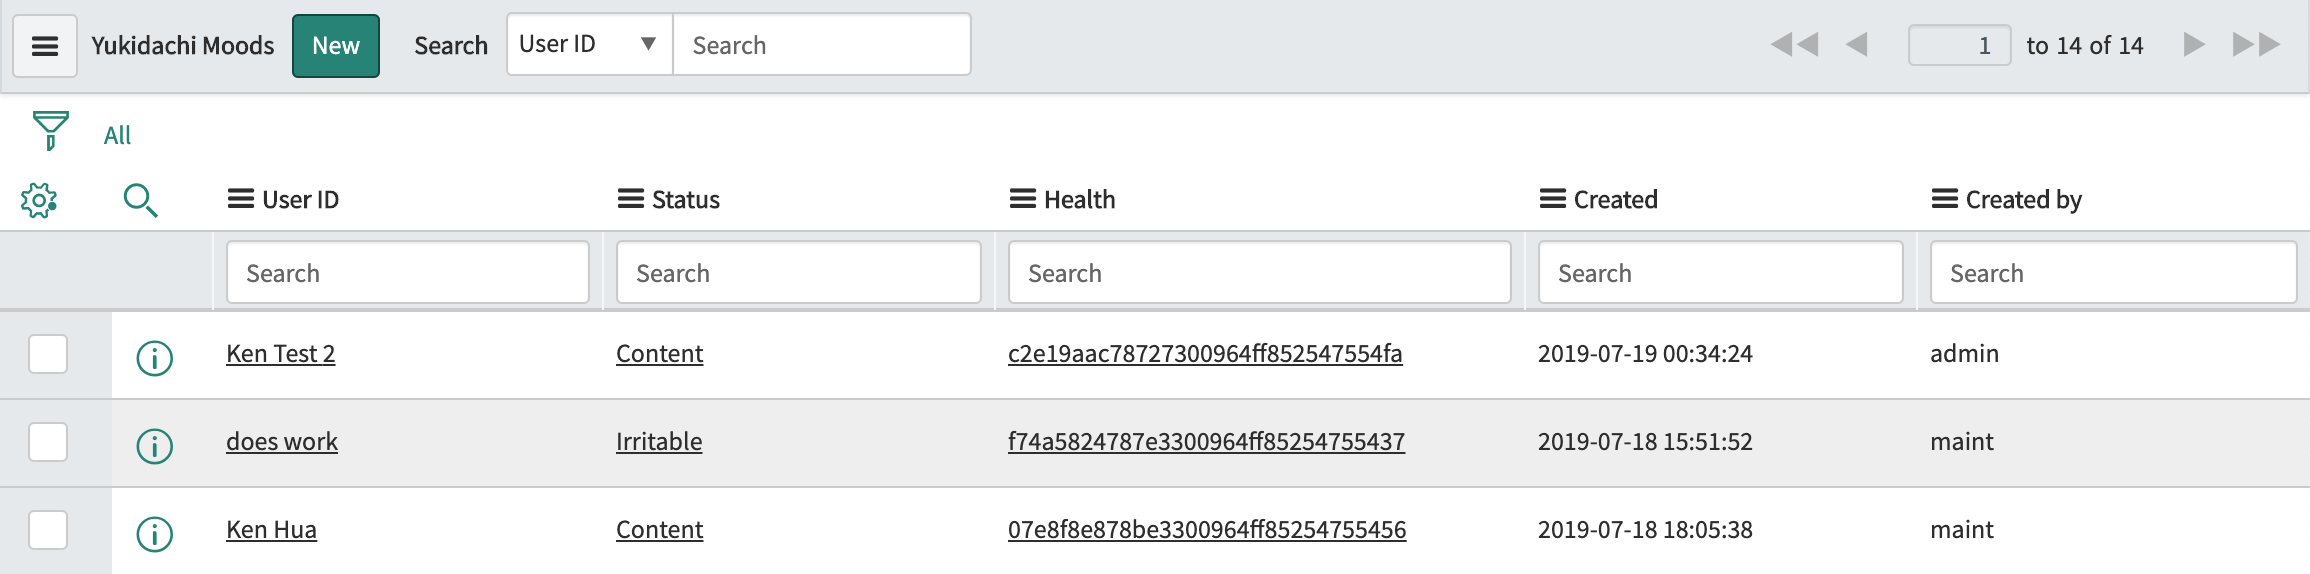 Yukidachi Moods New Search User ID Search 1 to 14 of 14
All
User ID Status Health Created Created by
Search Search Search Search Search
Ken Test 2 Content c2e19aac78727300964ff852547554fa 2019-07-19 00:34:24 admin
does work Irritable f74a5824787e3300964ff85254755437 2019-07-18 15:51:52 maint
Ken Hua Content 07e8f8e878be3300964ff85254755456 2019-07-18 18:05:38 maint